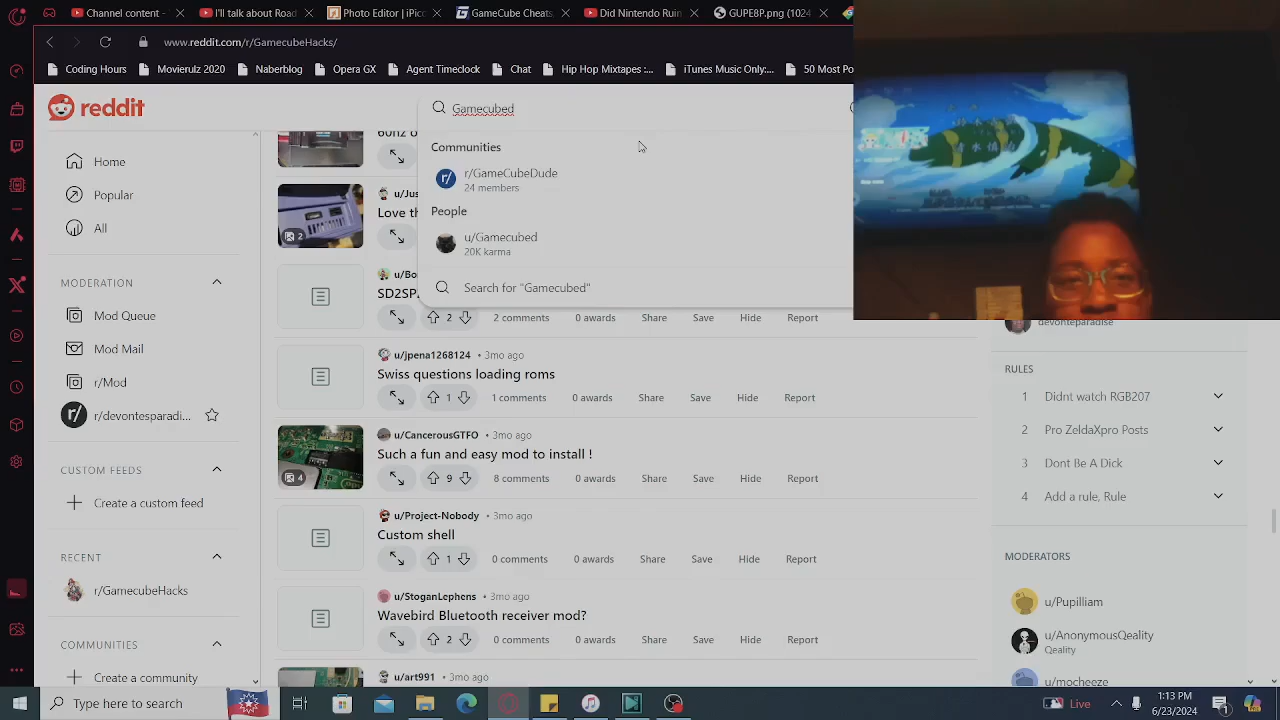 Coding channel on
I'll talk about Rand
Photo Editor | iPicc
GameCube Cheats
Did Nintendo Ruin
GUPE8P.png (1024
www.reddit.com/r/GamecubeHacks/
Coding Hours
Movierulz 2020
Naberblog
Opera GX
Agent Timeclock
Chat
Hip Hop Mixtapes :...
iTunes Music Only:...
50 Most Po
reddit
Gamecubed
Home
Popular
All
MODERATION
Mod Queue
Mod Mail
r/Mod
r/devontesparadi...
CUSTOM FEEDS
Create a custom feed
RECENT
r/GamecubeHacks
COMMUNITIES
Create a community
Communities
r/GameCubeDude
24 members
People
u/Gamecubed
20K karma
Search for "Gamecubed"
2
u/Jus
Love th
u/Bo
SD2SP
2
2 comments
0 awards
Share
Save
Hide
Report
u/jpena1268124 • 3mo ago
Swiss questions loading roms
1
1 comments
0 awards
Share
Save
Hide
Report
u/CancerousGTFO • 3mo ago
Such a fun and easy mod to install !
4
9
8 comments
0 awards
Share
Save
Hide
Report
u/Project-Nobody • 3mo ago
Custom shell
1
0 comments
0 awards
Share
Save
Hide
Report
u/StoganLephens • 3mo ago
Wavebird Bluetooth receiver mod?
2
0 comments
0 awards
Share
Save
Hide
Report
u/art991 • 3mo ago
devonteparadise
RULES
1 Didnt watch RGB207
2 Pro ZeldaXpro Posts
3 Dont Be A Dick
4 Add a rule, Rule
MODERATORS
u/Pupilliam
u/AnonymousQeality
Qeality
u/mocheeze
Type here to search
Live
1:13 PM
6/23/2024